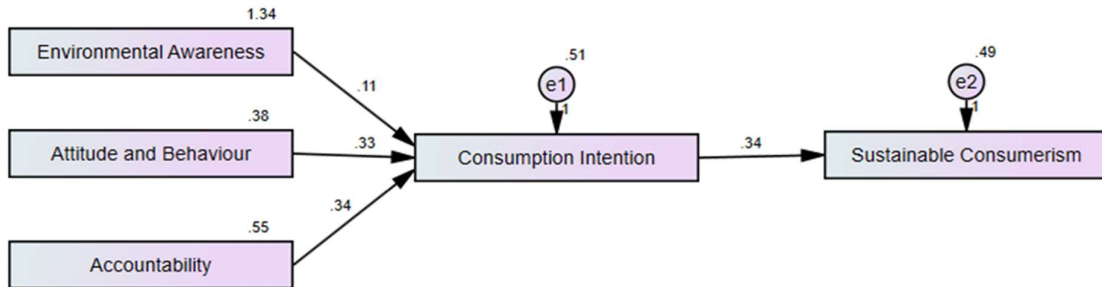 1.34
Environmental Awareness
.11
.38
Attitude and Behaviour
.33
.55
Accountability
.34
.51
e1
1
Consumption Intention
.34
.49
e2
1
Sustainable Consumerism